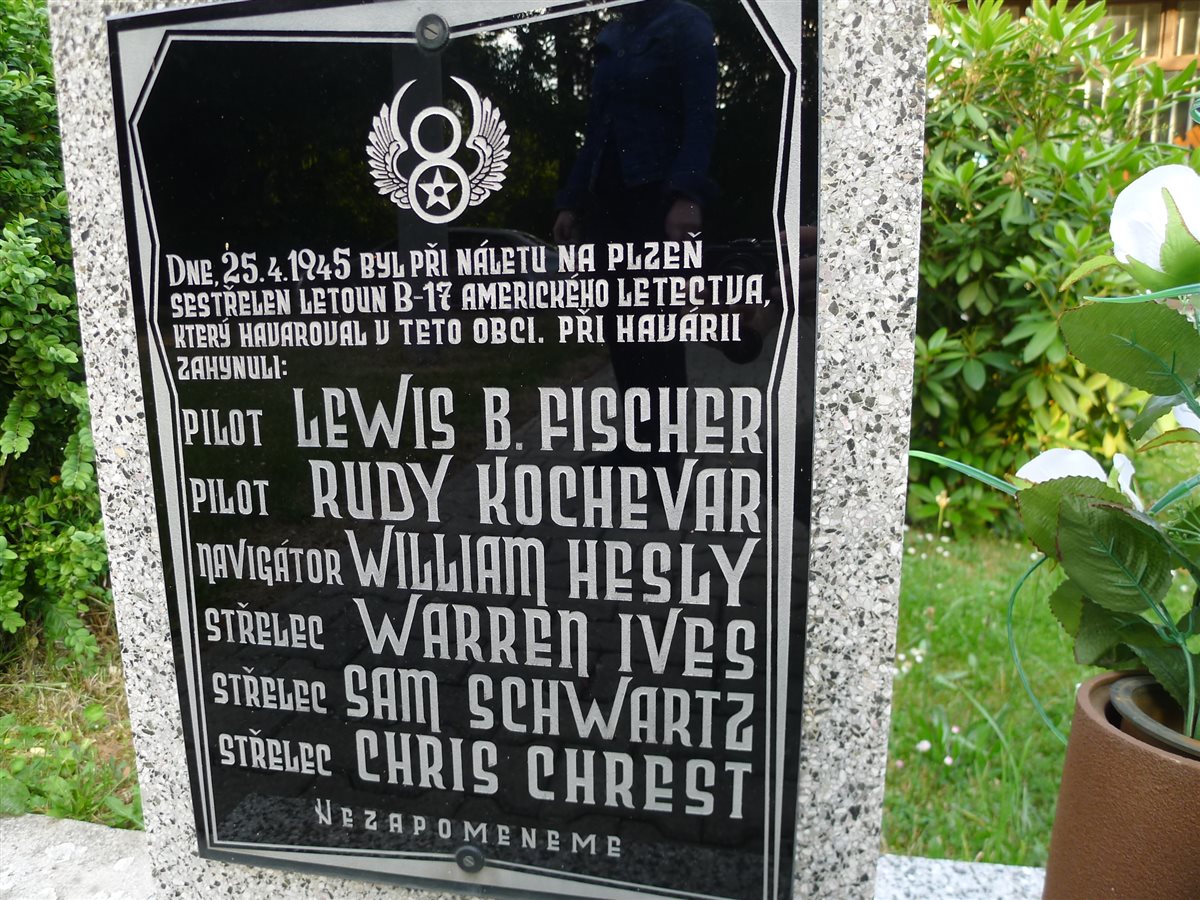 8
Dne, 25.4.1945 byl při náletu na Plzeň
sestřelen letoun B-17 amerického letectva,
který havaroval v teto obci. Při havárii
zahynuli:
pilot Lewis B. Fischer
pilot Rudy Kochevar
navigátor William Hesly
střelec Warren Ives
střelec Sam Schwartz
střelec Chris Chrest
Nezapomeneme